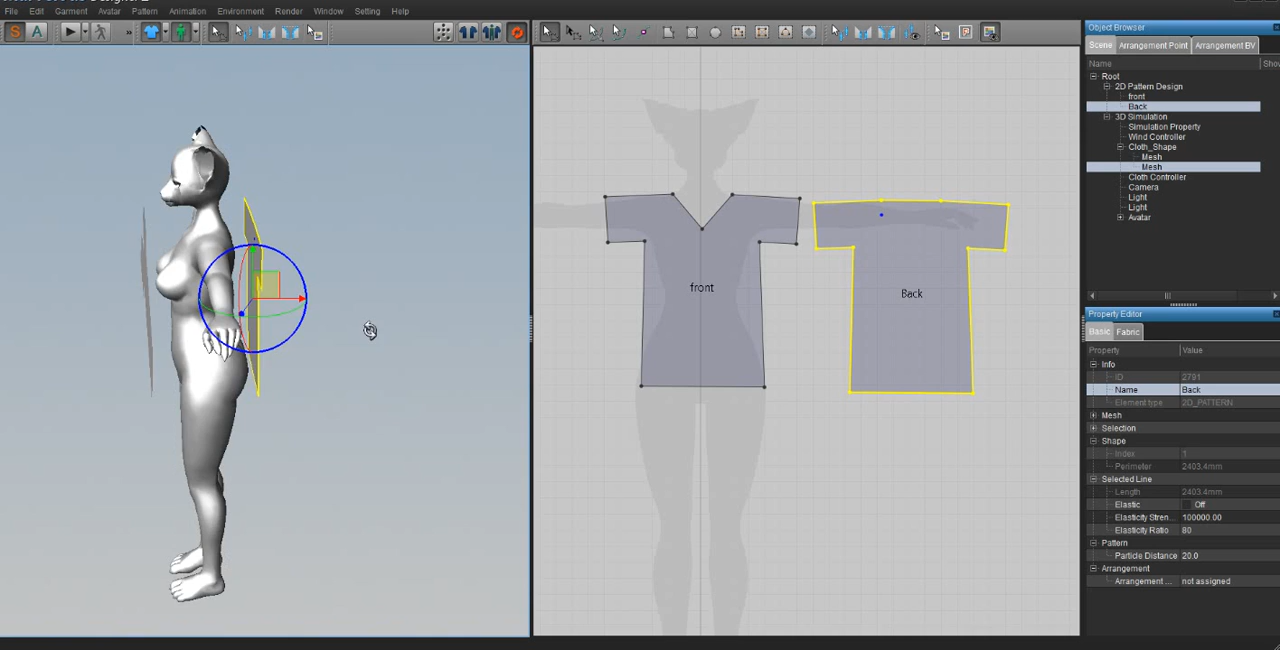 File Edit Garment Avatar Pattern Animation Environment Render Window Setting Help
S A
»
Object Browser
Scene Arrangement Point Arrangement BV
Name
Root
2D Pattern Design
front
Back
3D Simulation
Simulation Property
Wind Controller
Cloth_Shape
Mesh
Mesh
Cloth Controller
Camera
Light
Light
Avatar
front
Back
Property Editor
Basic Fabric
Property Value
Info
ID 2791
Name Back
Element type 2D_PATTERN
Mesh
Selection
Shape
Index 1
Perimeter 2403.4mm
Selected Line
Length 2403.4mm
Elastic Off
Elasticity Stren... 100000.00
Elasticity Ratio 80
Pattern
Particle Distance 20.0
Arrangement
Arrangement ... not assigned